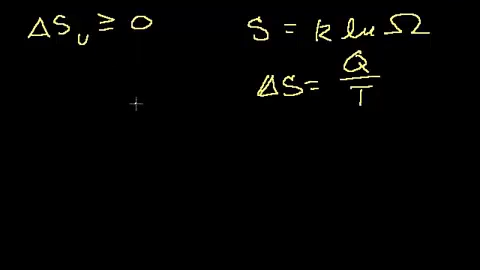 ΔS_U ≥ 0
S = k ln Ω
ΔS = Q/T